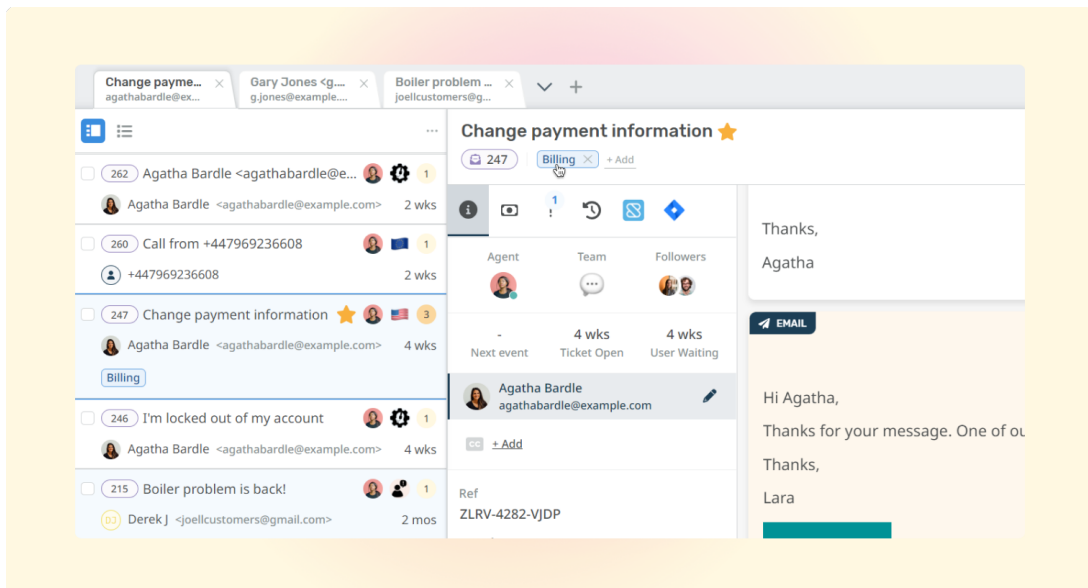 Change payme...
agathabardle@ex...
Gary Jones <g....
g.jones@example....
Boiler problem ...
joellcustomers@g...
262 Agatha Bardle <agathabardle@e... 1
Agatha Bardle <agathabardle@example.com> 2 wks
260 Call from +447969236608 1
+447969236608 2 wks
247 Change payment information 3
Agatha Bardle <agathabardle@example.com> 4 wks
Billing
246 I'm locked out of my account 1
Agatha Bardle <agathabardle@example.com> 4 wks
215 Boiler problem is back! 1
DJ Derek J <joellcustomers@gmail.com> 2 mos
Change payment information
247 Billing + Add
1
Agent Team Followers
- 4 wks 4 wks
Next event Ticket Open User Waiting
Agatha Bardle
agathabardle@example.com
CC + Add
Ref
ZLRV-4282-VJDP
Thanks,
Agatha
EMAIL
Hi Agatha,
Thanks for your message. One of ou
Thanks,
Lara